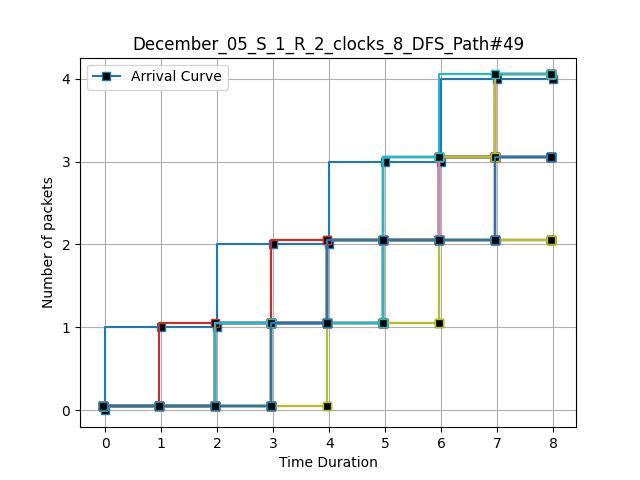 December_05_S_1_R_2_clocks_8_DFS_Path#49
Arrival Curve
4
3
2
1
0
Number of packets
0 1 2 3 4 5 6 7 8
Time Duration